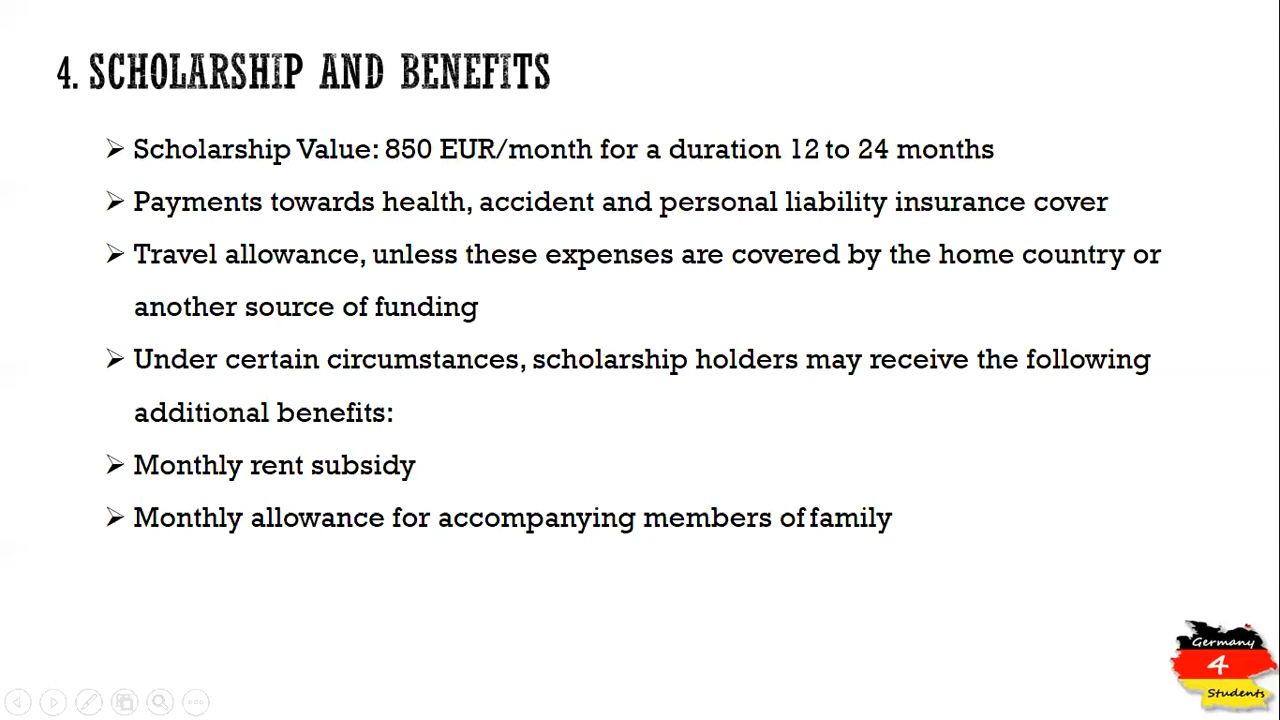 4. SCHOLARSHIP AND BENEFITS
➢ Scholarship Value: 850 EUR/month for a duration 12 to 24 months
➢ Payments towards health, accident and personal liability insurance cover
➢ Travel allowance, unless these expenses are covered by the home country or
another source of funding
➢ Under certain circumstances, scholarship holders may receive the following
additional benefits:
➢ Monthly rent subsidy
➢ Monthly allowance for accompanying members of family
Germany
4
Students